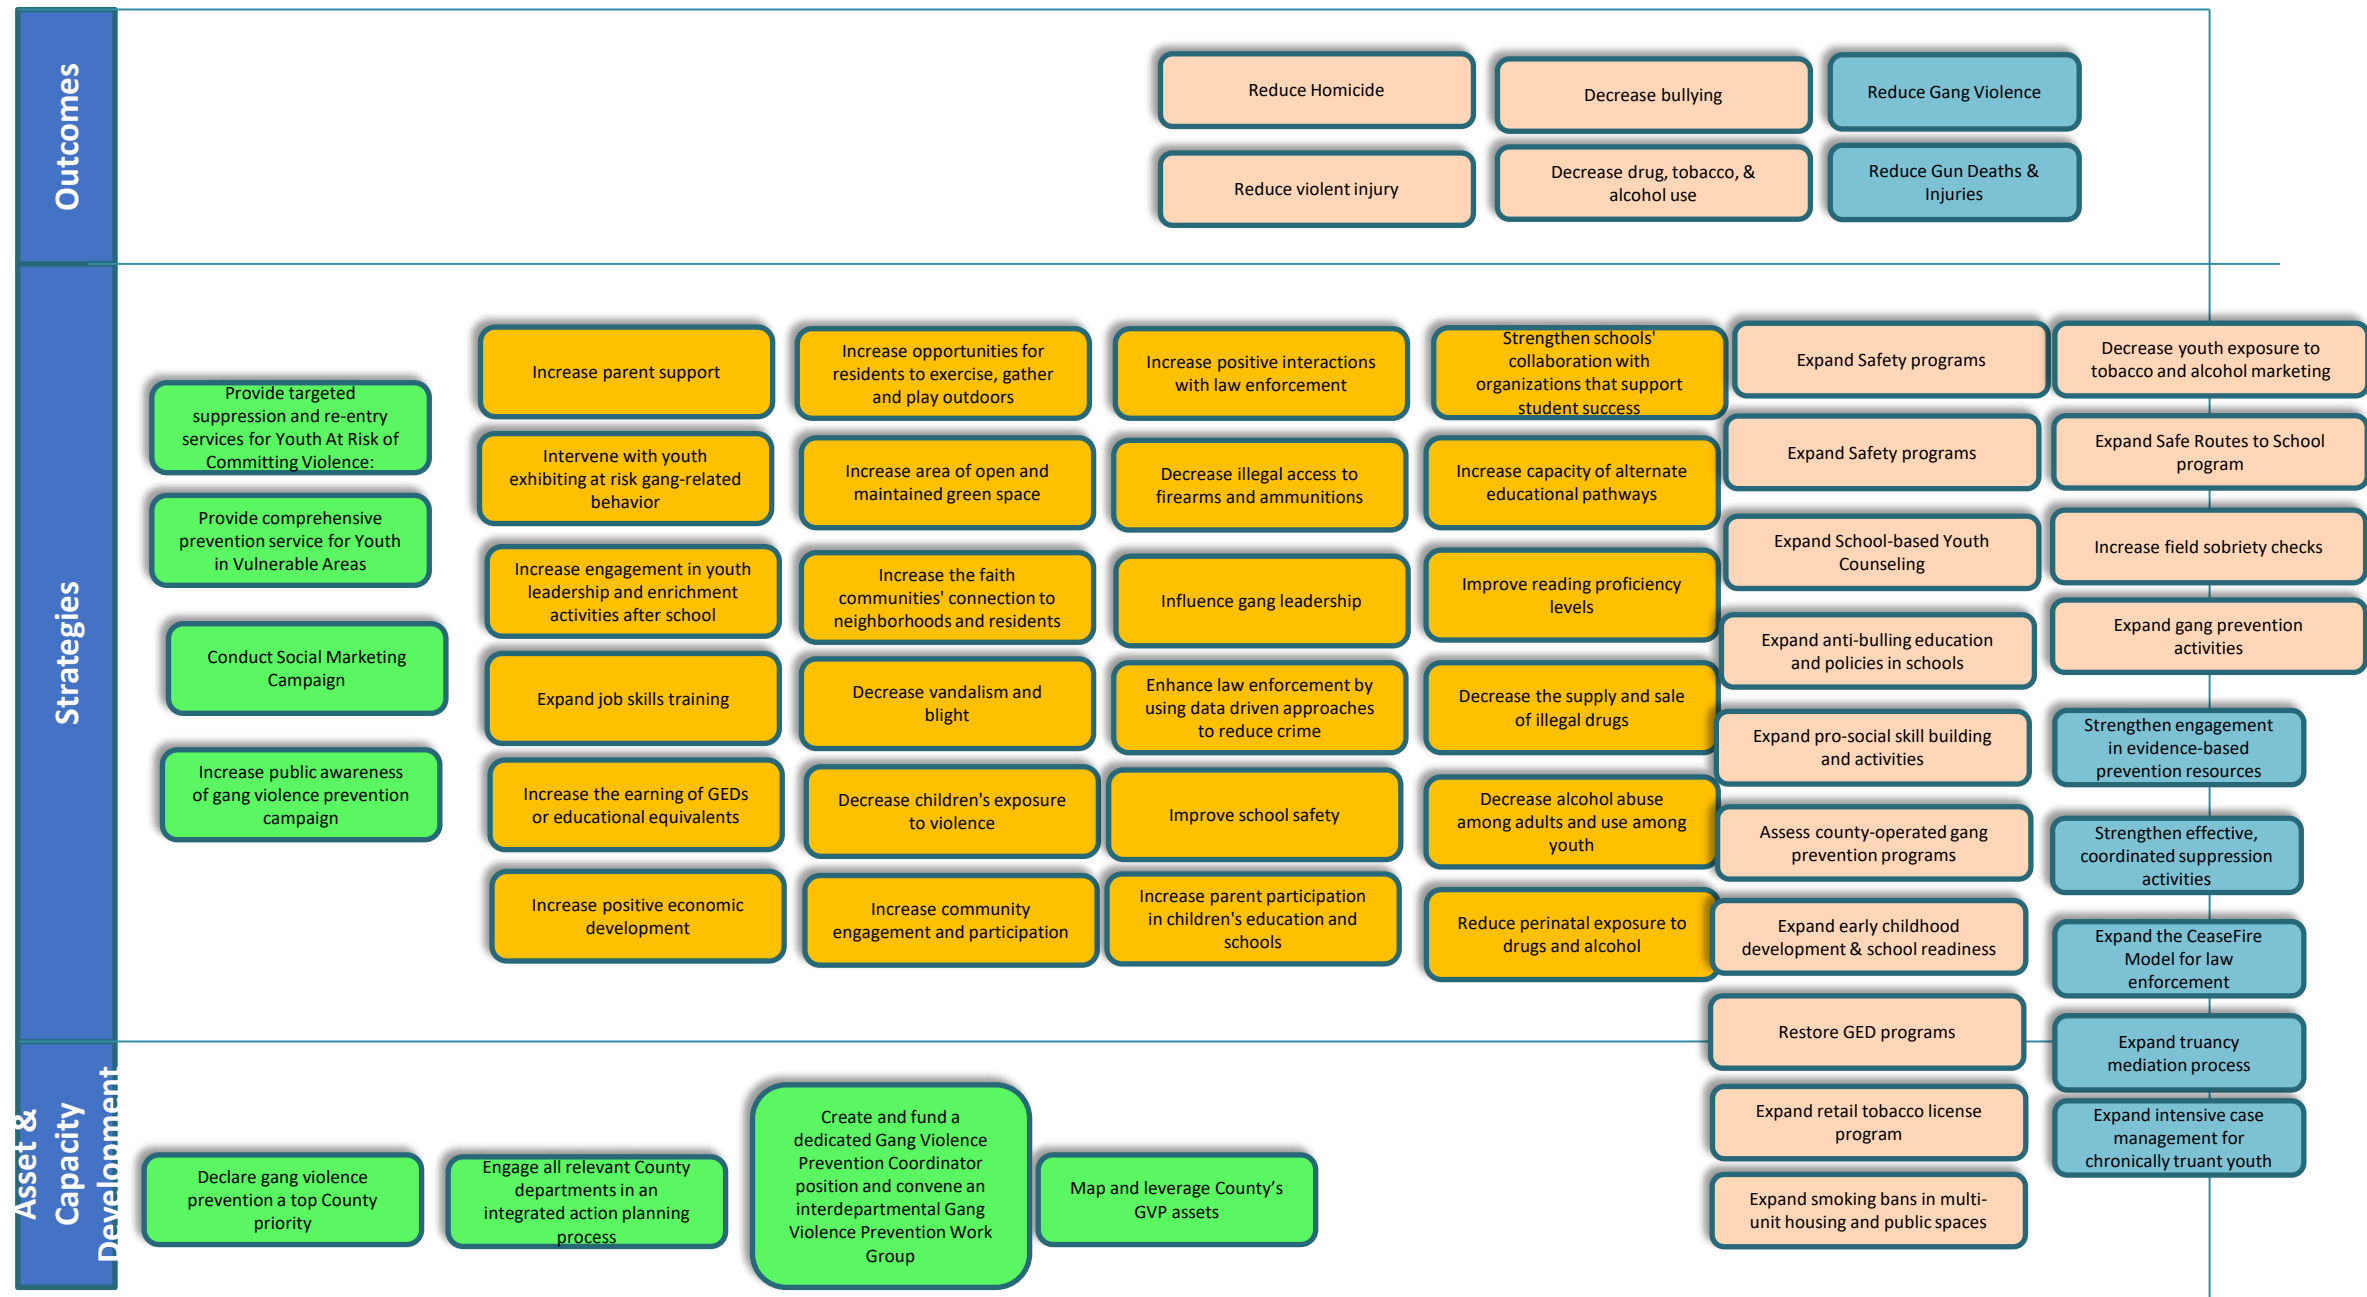 Outcomes
Reduce Homicide
Decrease bullying
Reduce Gang Violence
Reduce violent injury
Decrease drug, tobacco, &
alcohol use
Reduce Gun Deaths &
Injuries
Strategies
Provide targeted
suppression and re-entry
services for Youth At Risk of
Committing Violence:
Provide comprehensive
prevention service for Youth
in Vulnerable Areas
Conduct Social Marketing
Campaign
Increase public awareness
of gang violence prevention
campaign
Increase parent support
Intervene with youth
exhibiting at risk gang-related
behavior
Increase engagement in youth
leadership and enrichment
activities after school
Expand job skills training
Increase the earning of GEDs
or educational equivalents
Increase positive economic
development
Increase opportunities for
residents to exercise, gather
and play outdoors
Increase area of open and
maintained green space
Increase the faith
communities' connection to
neighborhoods and residents
Decrease vandalism and
blight
Decrease children's exposure
to violence
Increase community
engagement and participation
Increase positive interactions
with law enforcement
Decrease illegal access to
firearms and ammunitions
Influence gang leadership
Enhance law enforcement by
using data driven approaches
to reduce crime
Improve school safety
Increase parent participation
in children's education and
schools
Strengthen schools'
collaboration with
organizations that support
student success
Increase capacity of alternate
educational pathways
Improve reading proficiency
levels
Decrease the supply and sale
of illegal drugs
Decrease alcohol abuse
among adults and use among
youth
Reduce perinatal exposure to
drugs and alcohol
Expand Safety programs
Expand Safety programs
Expand School-based Youth
Counseling
Expand anti-bulling education
and policies in schools
Expand pro-social skill building
and activities
Assess county-operated gang
prevention programs
Expand early childhood
development & school readiness
Restore GED programs
Expand retail tobacco license
program
Expand smoking bans in multi-
unit housing and public spaces
Decrease youth exposure to
tobacco and alcohol marketing
Expand Safe Routes to School
program
Increase field sobriety checks
Expand gang prevention
activities
Strengthen engagement
in evidence-based
prevention resources
Strengthen effective,
coordinated suppression
activities
Expand the CeaseFire
Model for law
enforcement
Expand truancy
mediation process
Expand intensive case
management for
chronically truant youth
Asset &
Capacity
Development
Declare gang violence
prevention a top County
priority
Engage all relevant County
departments in an
integrated action planning
process
Create and fund a
dedicated Gang Violence
Prevention Coordinator
position and convene an
interdepartmental Gang
Violence Prevention Work
Group
Map and leverage County’s
GVP assets